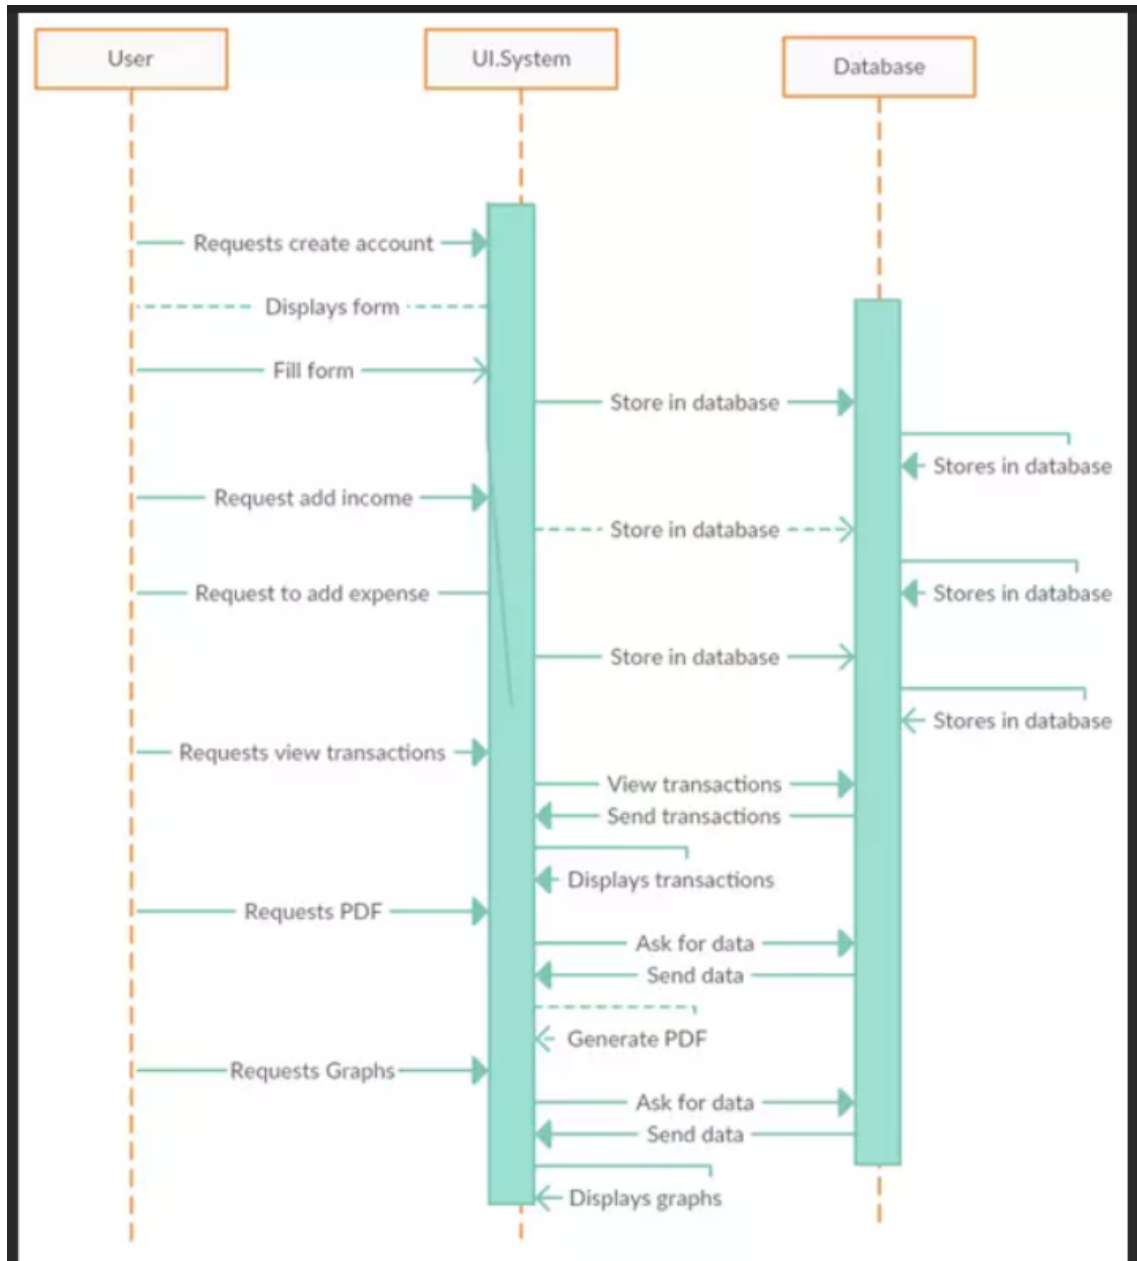 User
UI.System
Database
Requests create account
Displays form
Fill form
Store in database
Stores in database
Request add income
Store in database
Request to add expense
Stores in database
Store in database
Stores in database
Requests view transactions
View transactions
Send transactions
Displays transactions
Requests PDF
Ask for data
Send data
Generate PDF
Requests Graphs
Ask for data
Send data
Displays graphs